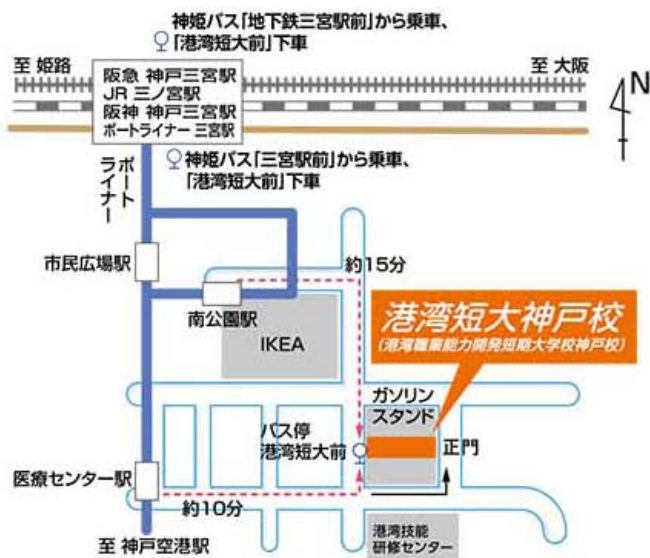 神姫バス「地下鉄三宮駅前」から乗車、
「港湾短大前」下車
至 姫路
至 大阪
阪急 神戸三宮駅
JR 三ノ宮駅
阪神 神戸三宮駅
ポートライナー 三宮駅
N
神姫バス「三宮駅前」から乗車、
「港湾短大前」下車
ポートライナー
市民広場駅
約15分
南公園駅
IKEA
港湾短大神戸校
(港湾職業能力開発短期大学校神戸校)
ガソリン
スタンド
バス停
港湾短大前
正門
医療センター駅
約10分
至 神戸空港駅
港湾技能
研修センター